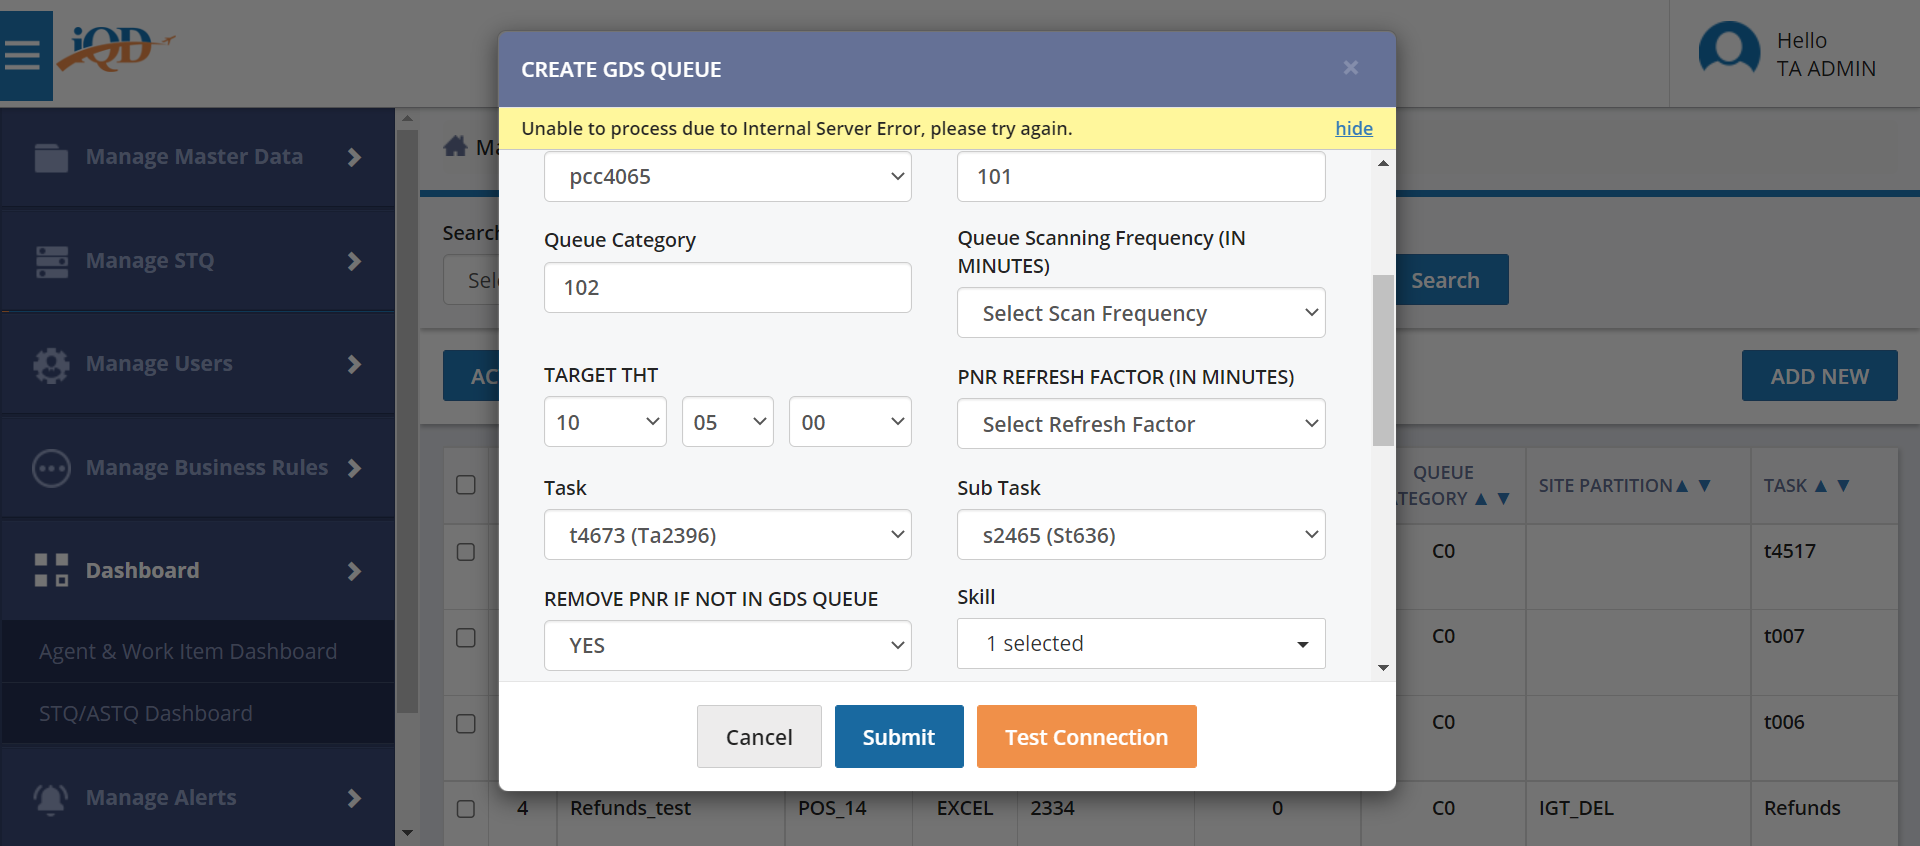 iQD
Hello
TA ADMIN
CREATE GDS QUEUE
×
Unable to process due to Internal Server Error, please try again.
hide
Manage Master Data
Manage STQ
Manage Users
Manage Business Rules
Dashboard
Agent & Work Item Dashboard
STQ/ASTQ Dashboard
Manage Alerts
pcc4065
101
Queue Category
Queue Scanning Frequency (IN
MINUTES)
102
Select Scan Frequency
TARGET THT
PNR REFRESH FACTOR (IN MINUTES)
10
05
00
Select Refresh Factor
Task
Sub Task
t4673 (Ta2396)
s2465 (St636)
REMOVE PNR IF NOT IN GDS QUEUE
Skill
YES
1 selected
Cancel
Submit
Test Connection
Search
ADD NEW
QUEUE
SITE PARTITION ▲ ▼
TASK ▲ ▼
C0
t4517
C0
t007
C0
t006
4
Refunds_test
POS_14
EXCEL
2334
0
C0
IGT_DEL
Refunds